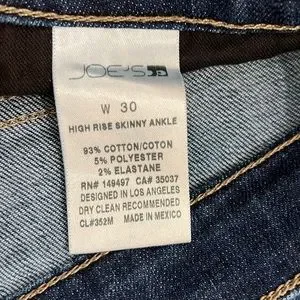 JOE'S
W 30
HIGH RISE SKINNY ANKLE
93% COTTON/COTON
5% POLYESTER
2% ELASTANE
RN# 149497 CA# 35037
DESIGNED IN LOS ANGELES
DRY CLEAN RECOMMENDED
CL#352M MADE IN MEXICO